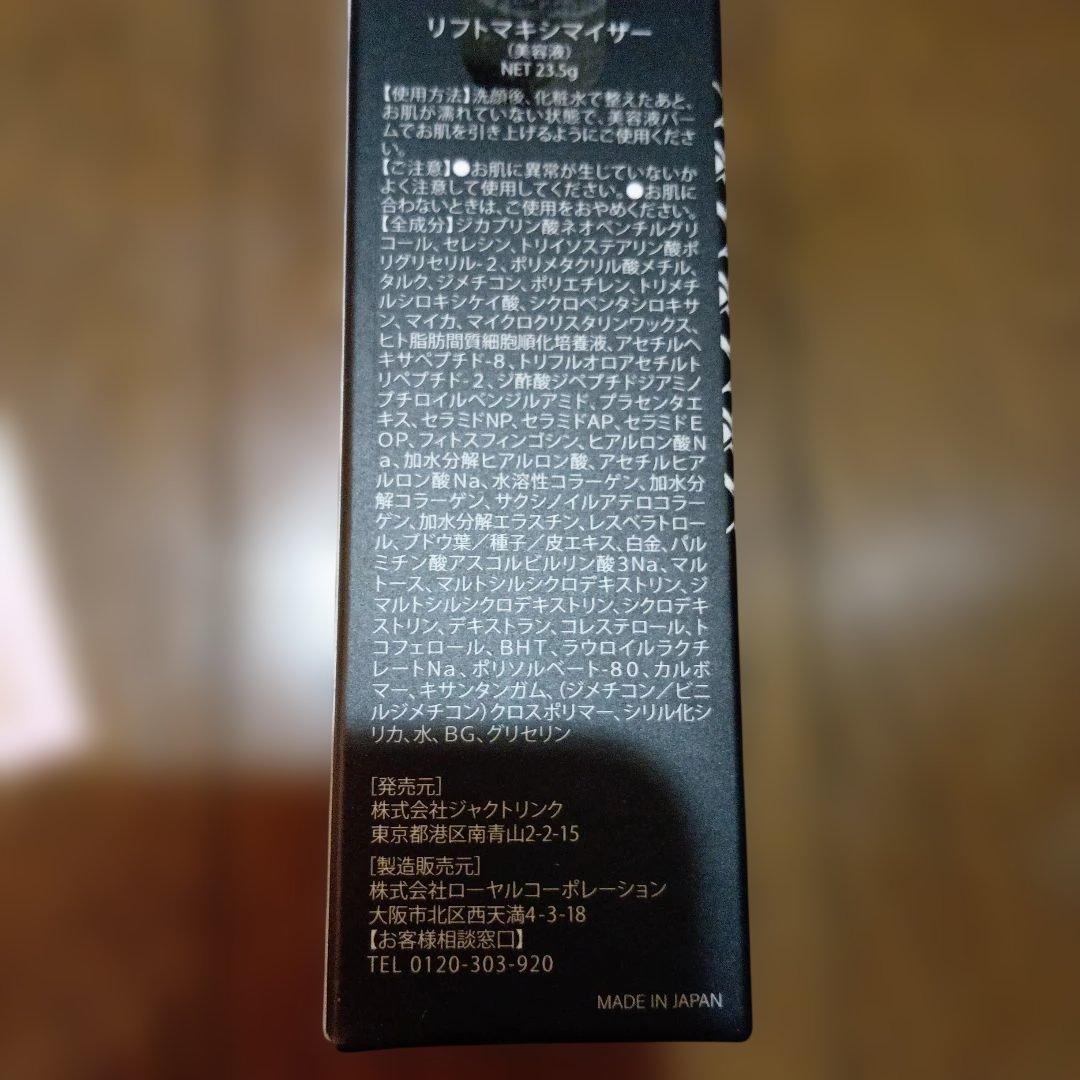 リフトマキシマイザー
(美容液)
NET 23.5g
【使用方法】洗顔後、化粧水で整えたあと、
お肌が濡れていない状態で、美容液バー
ムでお肌を引き上げるようにご使用くださ
い。
【ご注意】●お肌に異常が生じていないか
よく注意して使用してください。●お肌に
合わないときは、ご使用をおやめください。
【全成分】ジカプリン酸ネオペンチルグリ
コール、セレシン、トリイソステアリン酸ポ
リグリセリル-2、ポリメタクリル酸メチル、
タルク、ジメチコン、ポリエチレン、トリメチ
ルシロキシケイ酸、シクロペンタシロキサ
ン、マイカ、マイクロクリスタリンワックス、
ヒト脂肪間質細胞順化培養液、アセチルヘ
キサペプチド-8、トリフルオロアセチルト
リペプチド-2、ジ酢酸ジペプチドジアミノ
ブチロイルベンジルアミド、プラセンタエ
キス、セラミドNP、セラミドAP、セラミドE
OP、フィトスフィンゴシン、ヒアルロン酸N
a、加水分解ヒアルロン酸、アセチルヒア
ルロン酸Na、水溶性コラーゲン、加水分
解コラーゲン、サクシノイルアテロコラー
ゲン、加水分解エラスチン、レスベラトロー
ル、ブドウ葉／種子／皮エキス、白金、パル
ミチン酸アスコルビルリン酸3Na、マル
トース、マルトシルシクロデキストリン、ジ
マルトシルシクロデキストリン、シクロデキ
ストリン、デキストラン、コレステロール、ト
コフェロール、BHT、ラウロイルラクチ
レートNa、ポリソルベート-80、カルボ
マー、キサンタンガム、(ジメチコン／ビニ
ルジメチコン)クロスポリマー、シリル化シ
リカ、水、BG、グリセリン
[発売元]
株式会社ジャクトリンク
東京都港区南青山2-2-15
[製造販売元]
株式会社ローヤルコーポレーション
大阪市北区西天満4-3-18
【お客様相談窓口】
TEL 0120-303-920
MADE IN JAPAN